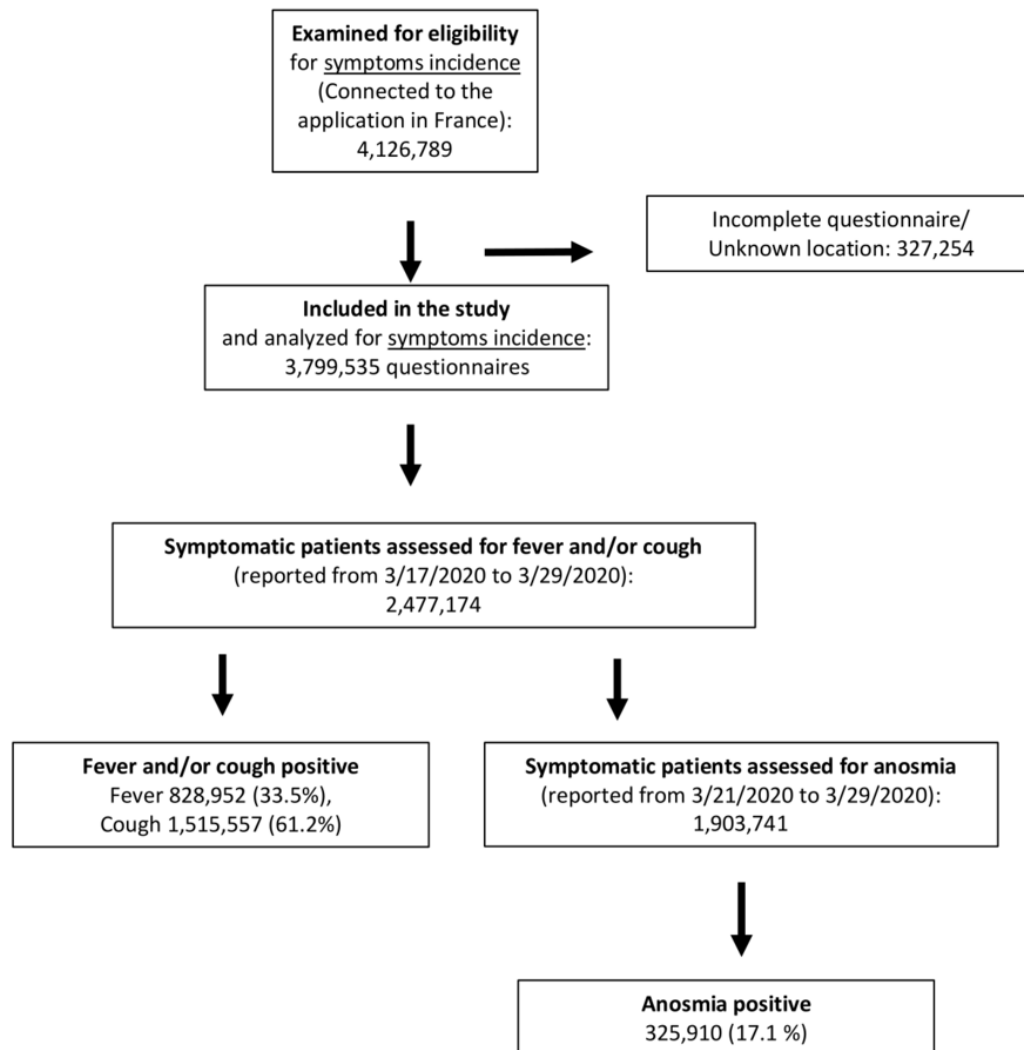 Examined for eligibility
for symptoms incidence
(Connected to the
application in France):
4,126,789
Incomplete questionnaire/
Unknown location: 327,254
Included in the study
and analyzed for symptoms incidence:
3,799,535 questionnaires
Symptomatic patients assessed for fever and/or cough
(reported from 3/17/2020 to 3/29/2020):
2,477,174
Fever and/or cough positive
Fever 828,952 (33.5%),
Cough 1,515,557 (61.2%)
Symptomatic patients assessed for anosmia
(reported from 3/21/2020 to 3/29/2020):
1,903,741
Anosmia positive
325,910 (17.1 %)